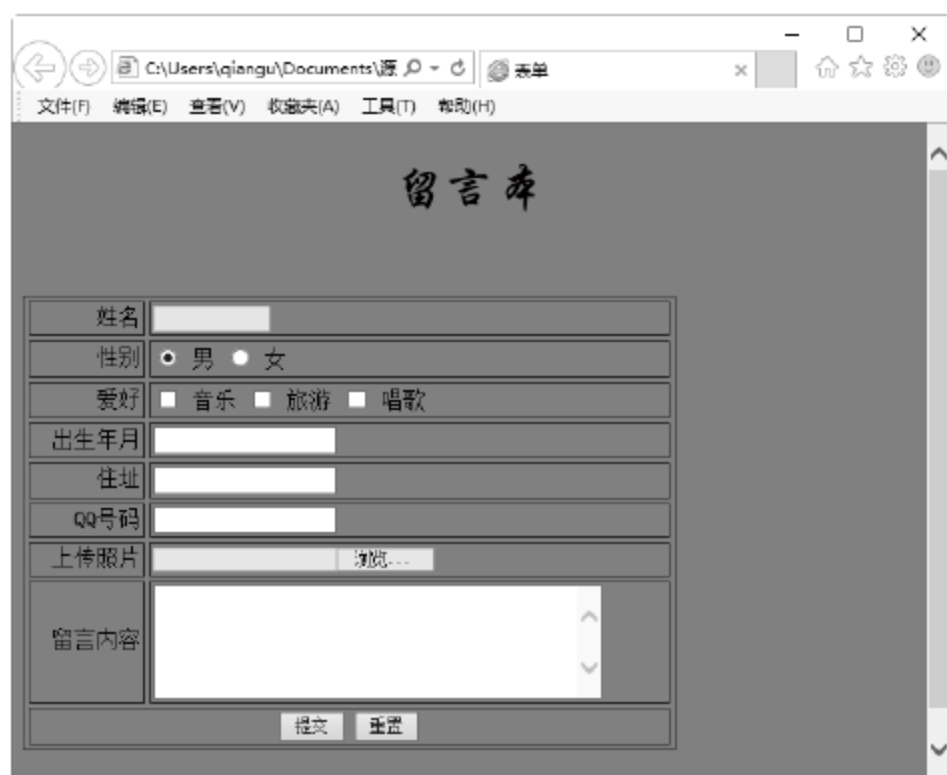 C:\Users\qiangu\Documents\源
表单
文件(F) 编辑(E) 查看(V) 收藏夹(A) 工具(T) 帮助(H)
留言本
姓名
性别 男 女
爱好 音乐 旅游 唱歌
出生年月
住址
QQ号码
上传照片 浏览...
留言内容
提交 重置